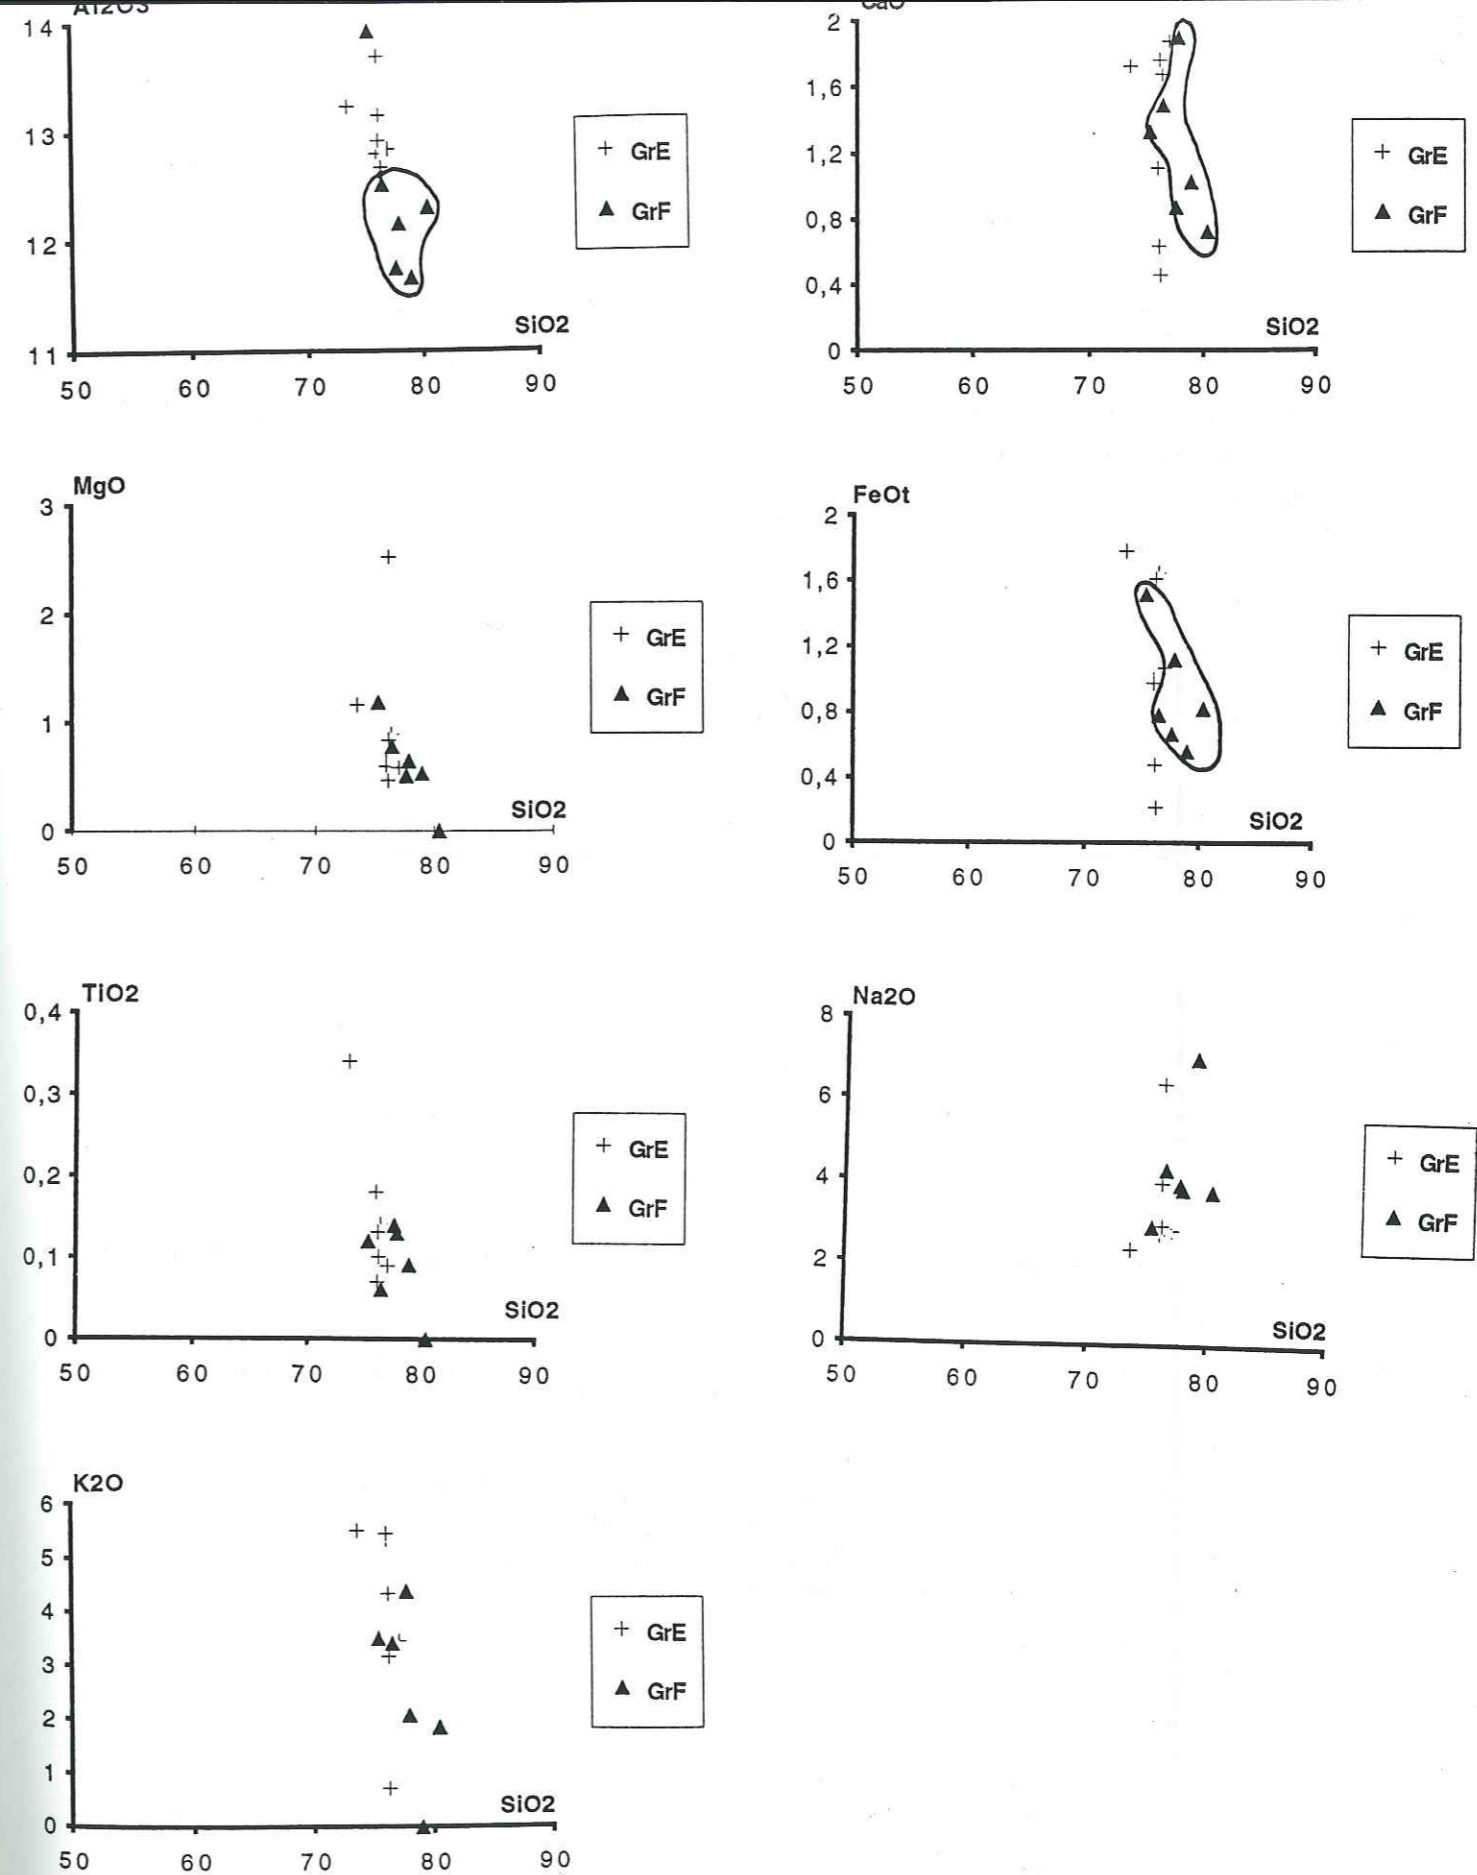 Al2O3
14
13
12
11
50 60 70 80 90
SiO2
+ GrE
▲ GrF
CaO
2
1,6
1,2
0,8
0,4
0
50 60 70 80 90
SiO2
+ GrE
▲ GrF
MgO
3
2
1
0
50 60 70 80 90
SiO2
+ GrE
▲ GrF
FeOt
2
1,6
1,2
0,8
0,4
0
50 60 70 80 90
SiO2
+ GrE
▲ GrF
TiO2
0,4
0,3
0,2
0,1
0
50 60 70 80 90
SiO2
+ GrE
▲ GrF
Na2O
8
6
4
2
0
50 60 70 80 90
SiO2
+ GrE
▲ GrF
K2O
6
5
4
3
2
1
0
50 60 70 80 90
SiO2
+ GrE
▲ GrF